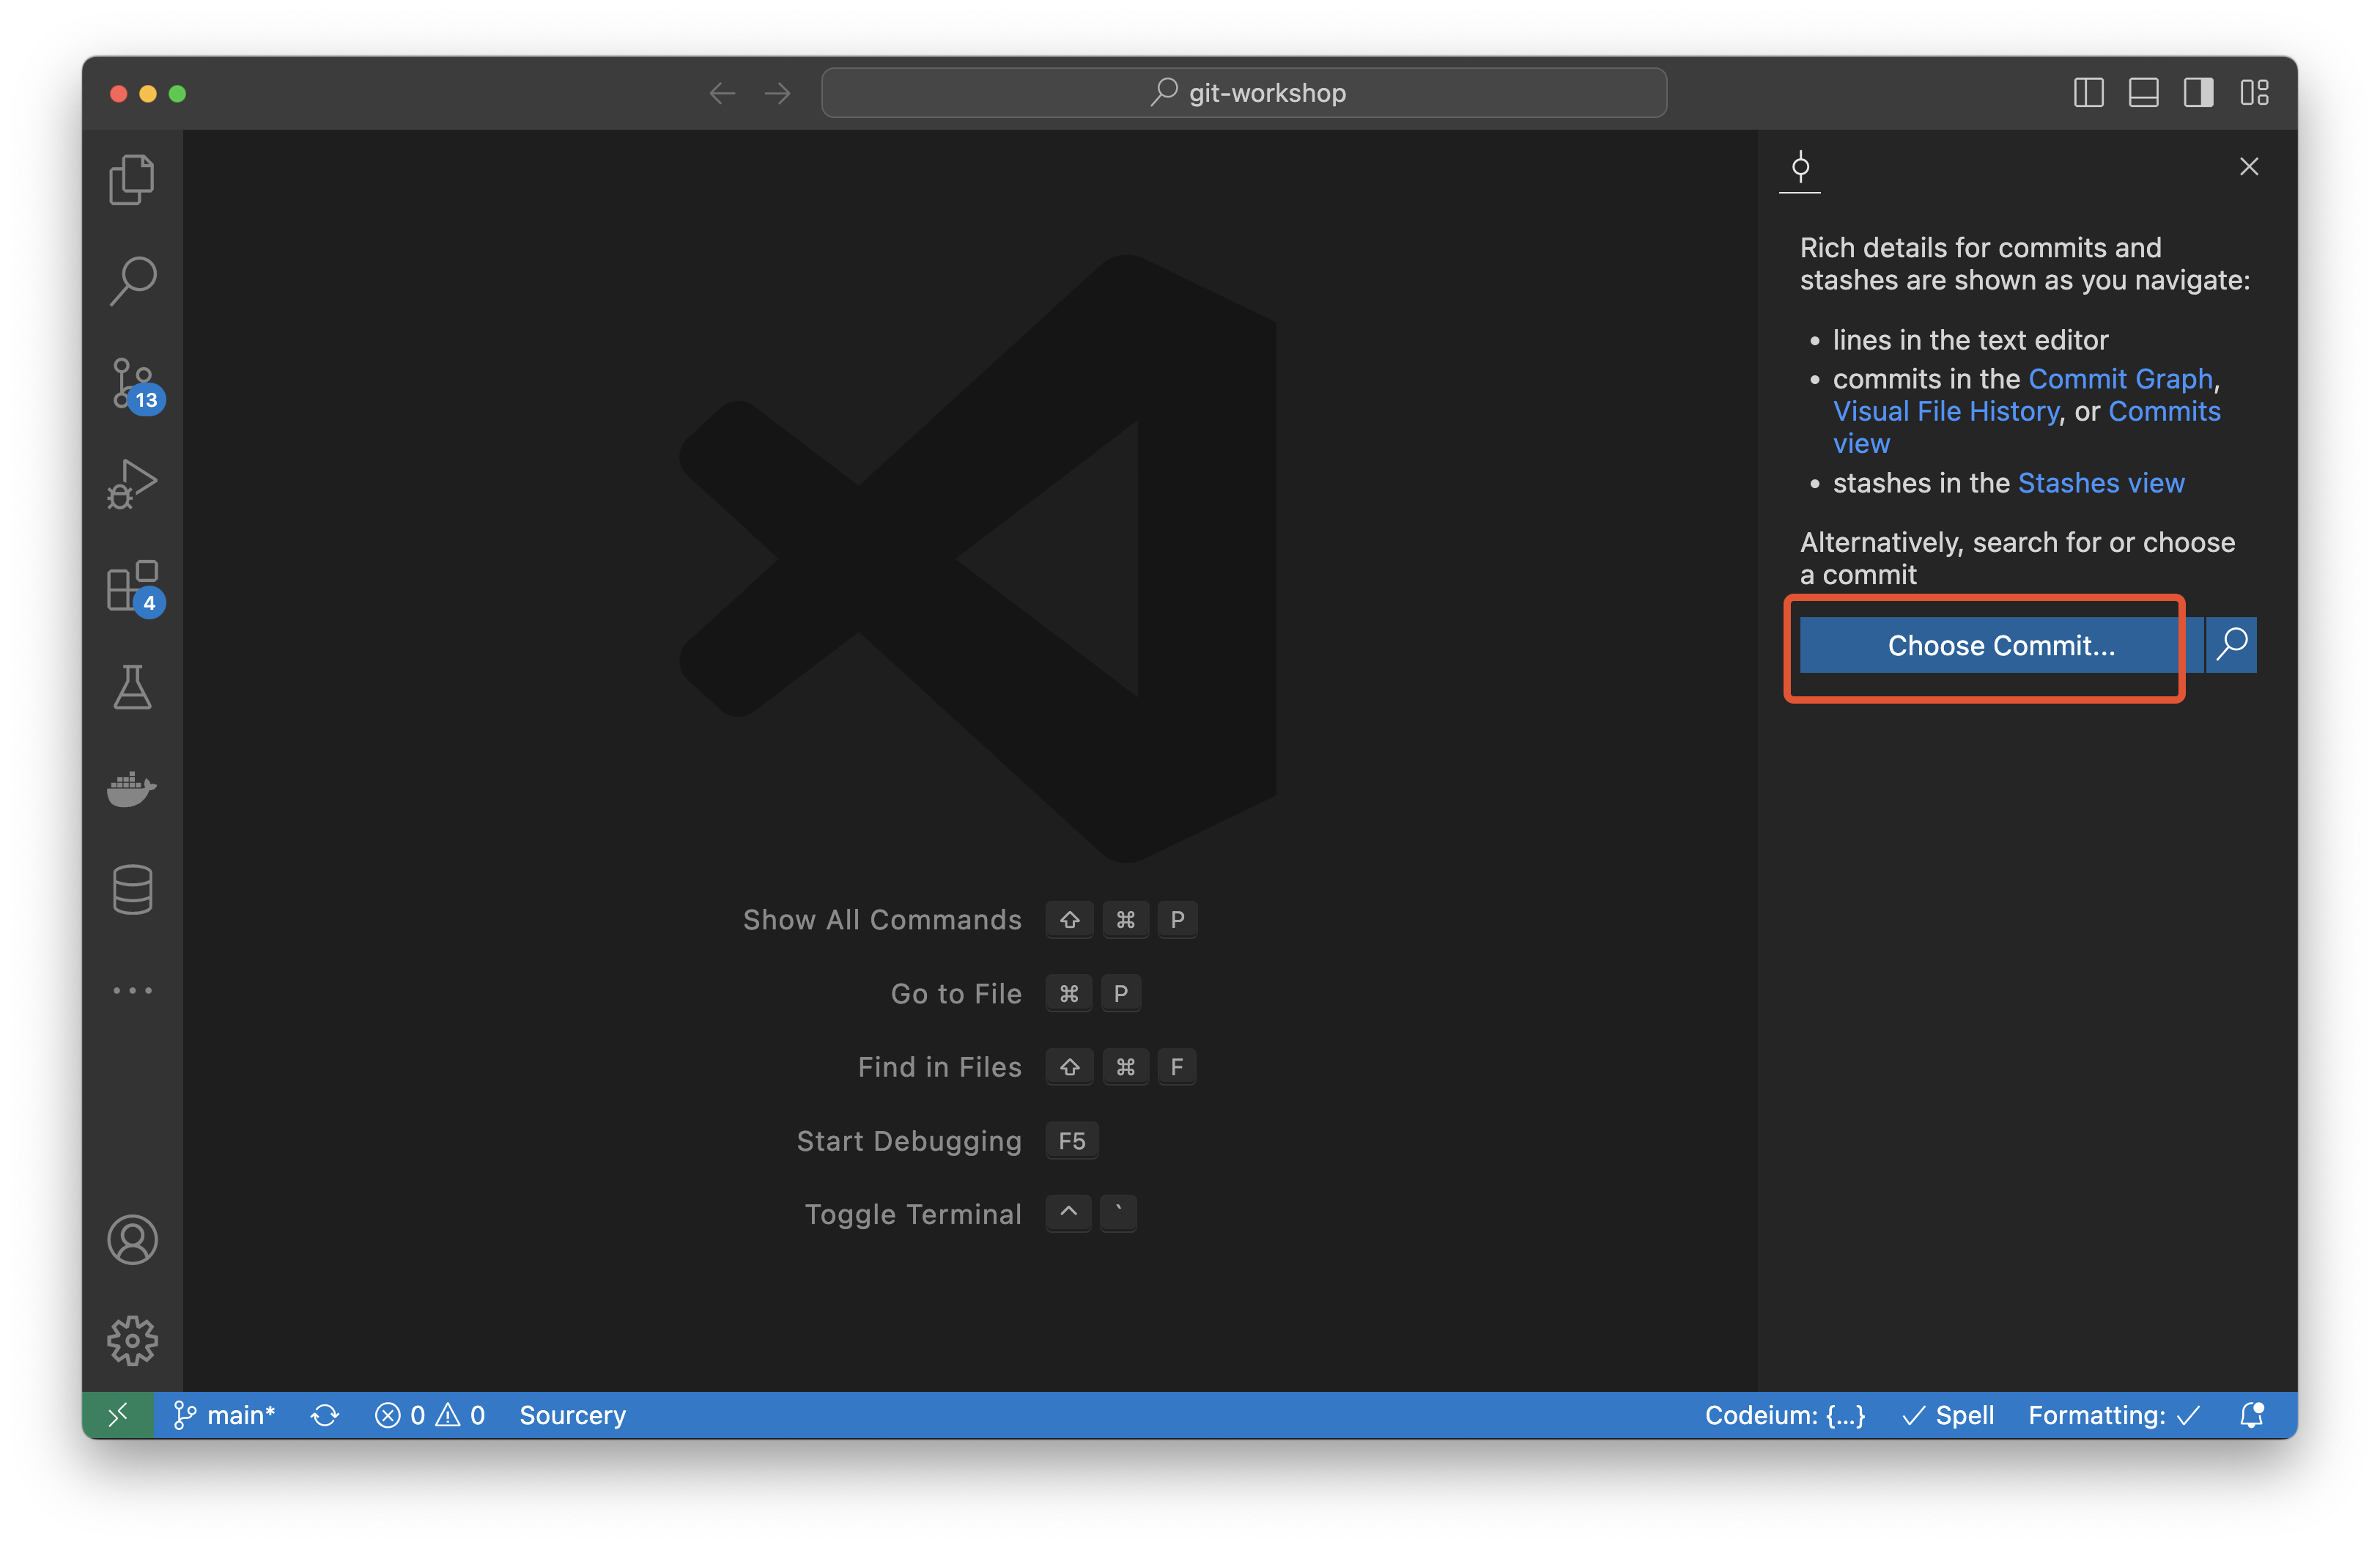 git-workshop
13
4
Rich details for commits and
stashes are shown as you navigate:
• lines in the text editor
• commits in the Commit Graph,
Visual File History, or Commits
view
• stashes in the Stashes view
Alternatively, search for or choose
a commit
Choose Commit...
Show All Commands ⇧ ⌘ P
Go to File ⌘ P
Find in Files ⇧ ⌘ F
Start Debugging F5
Toggle Terminal ^ `
main* 0 0 Sourcery Codeium: {...} ✓ Spell Formatting: ✓